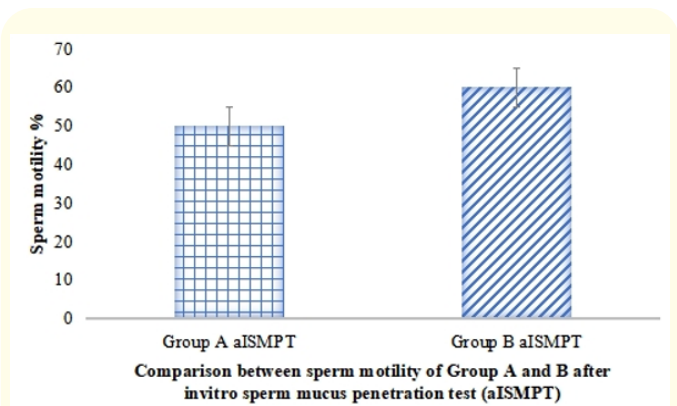 70
60
50
40
30
20
10
0
Sperm motility %
Group A aISMPT
Group B aISMPT
Comparison between sperm motility of Group A and B after
invitro sperm mucus penetration test (aISMPT)